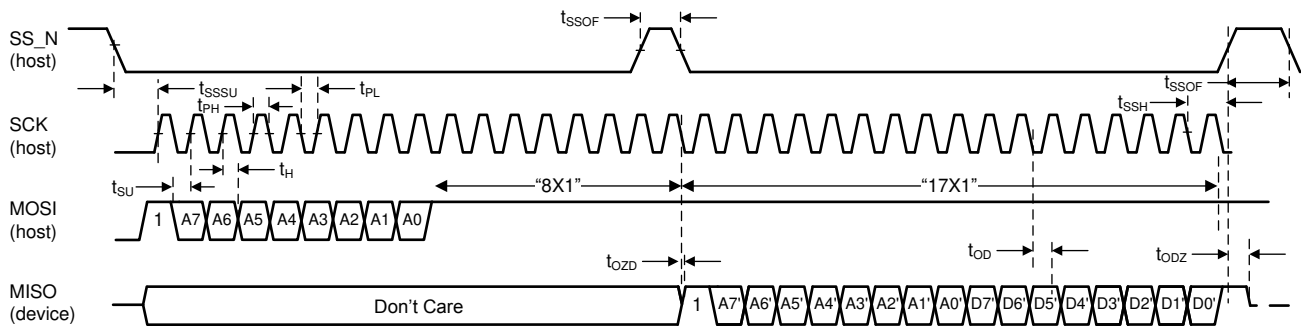 tSSOF
SS_N
(host)
tSSSU
tPL
tSSOF
tPH
tSSH
SCK
(host)
tH
tSU
“8X1”
“17X1”
MOSI
(host)
1 A7 A6 A5 A4 A3 A2 A1 A0
tOZD
tOD
tODZ
MISO
(device)
Don’t Care
1 A7' A6' A5' A4' A3' A2' A1' A0' D7' D6' D5' D4' D3' D2' D1' D0'